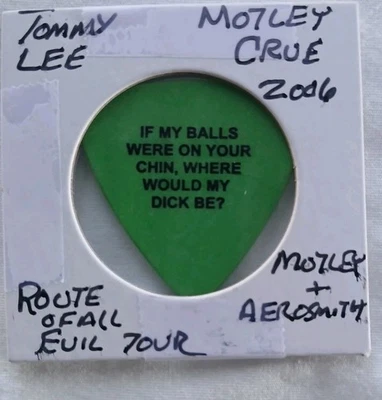 TOMMY LEE
MOTLEY CRUE
2006
IF MY BALLS
WERE ON YOUR
CHIN, WHERE
WOULD MY
DICK BE?
ROUTE
OF ALL
EVIL TOUR
MOTLEY
+
AEROSMITH